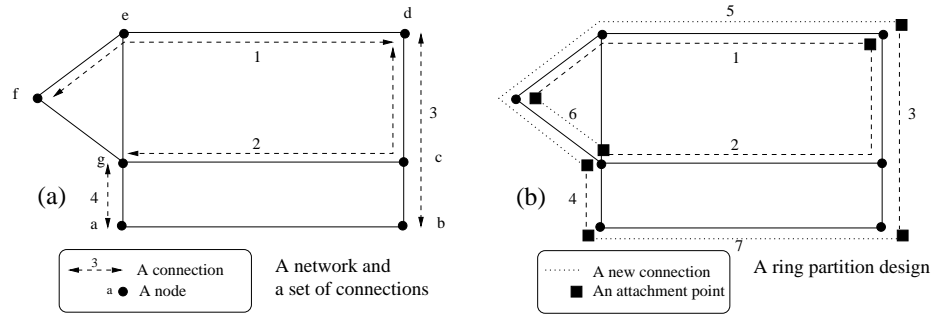 e
d
1
f
3
2
g
c
4
(a)
a
b
3
A connection
a
A node
A network and
a set of connections
5
(b)
1
6
3
2
4
7
A new connection
An attachment point
A ring partition design